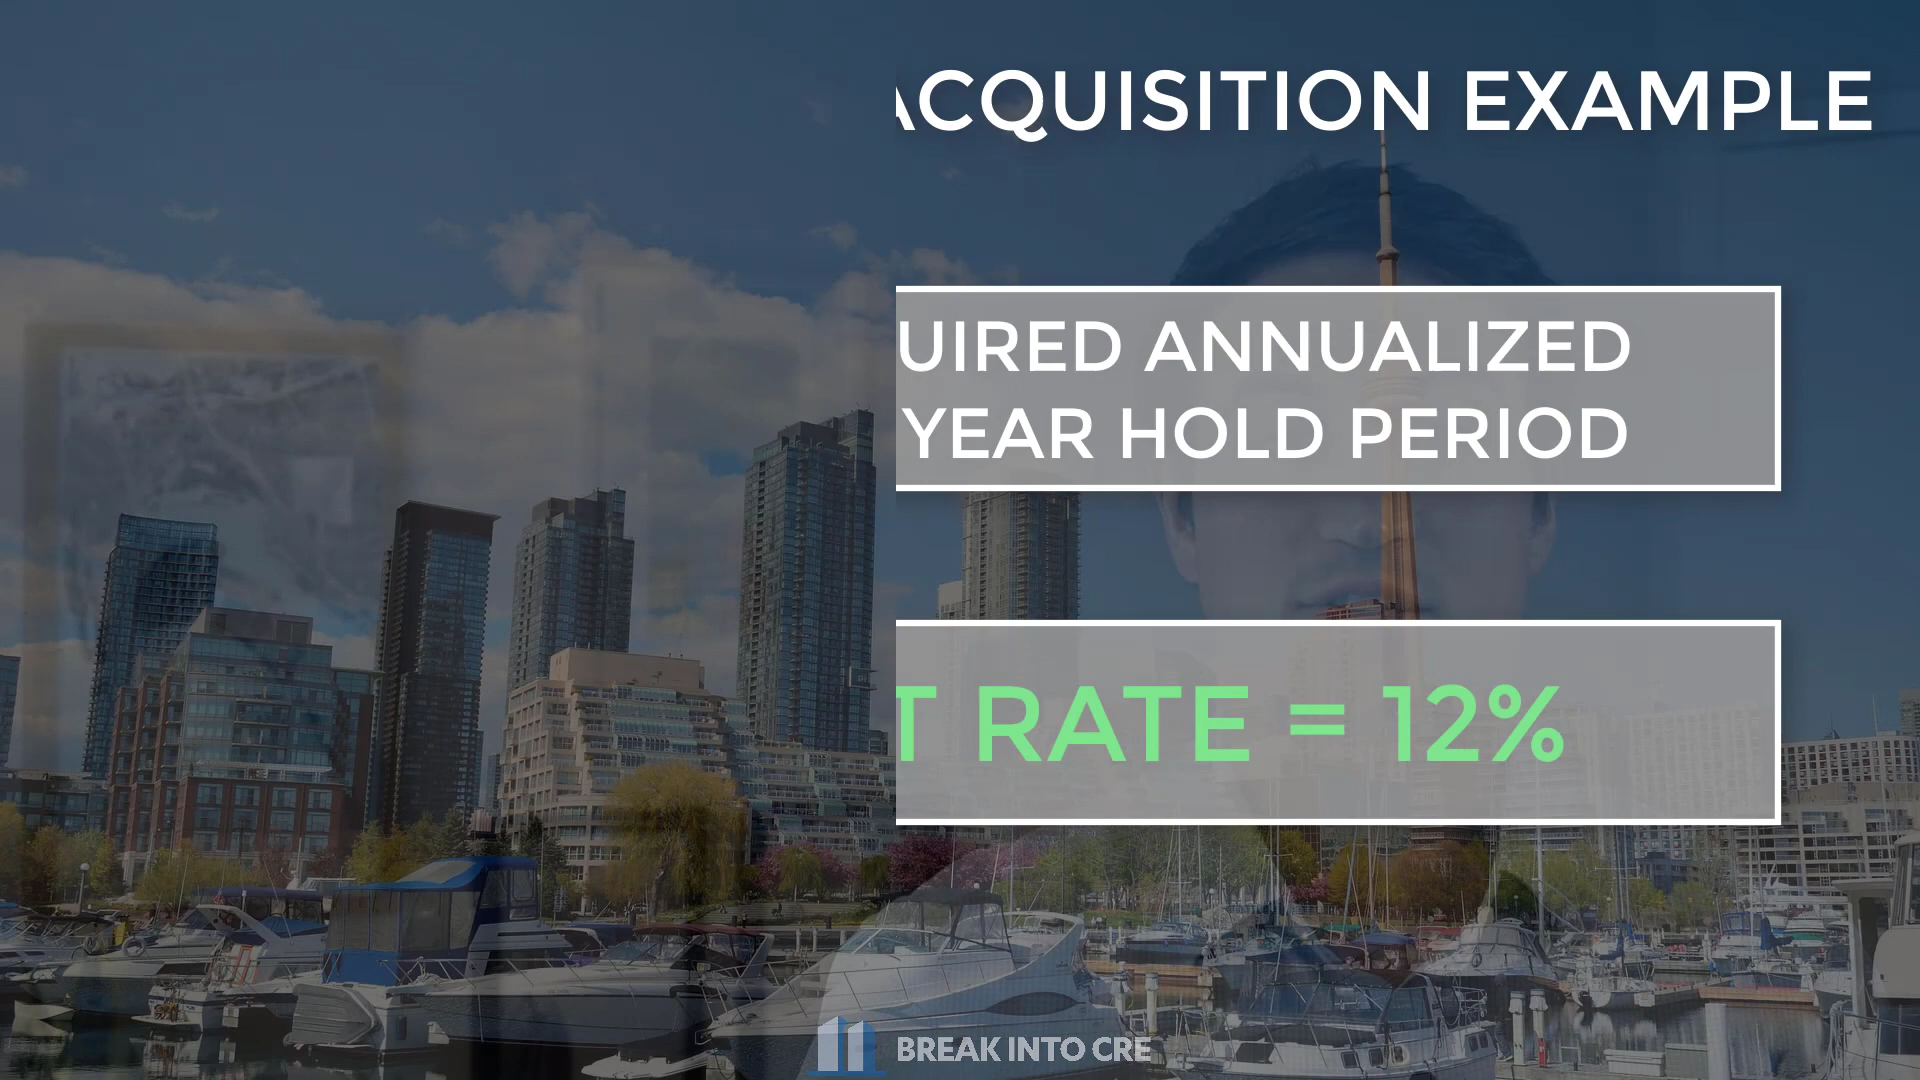 ACQUISITION EXAMPLE
UIRED ANNUALIZED
YEAR HOLD PERIOD
T RATE = 12%
BREAK INTO CRE